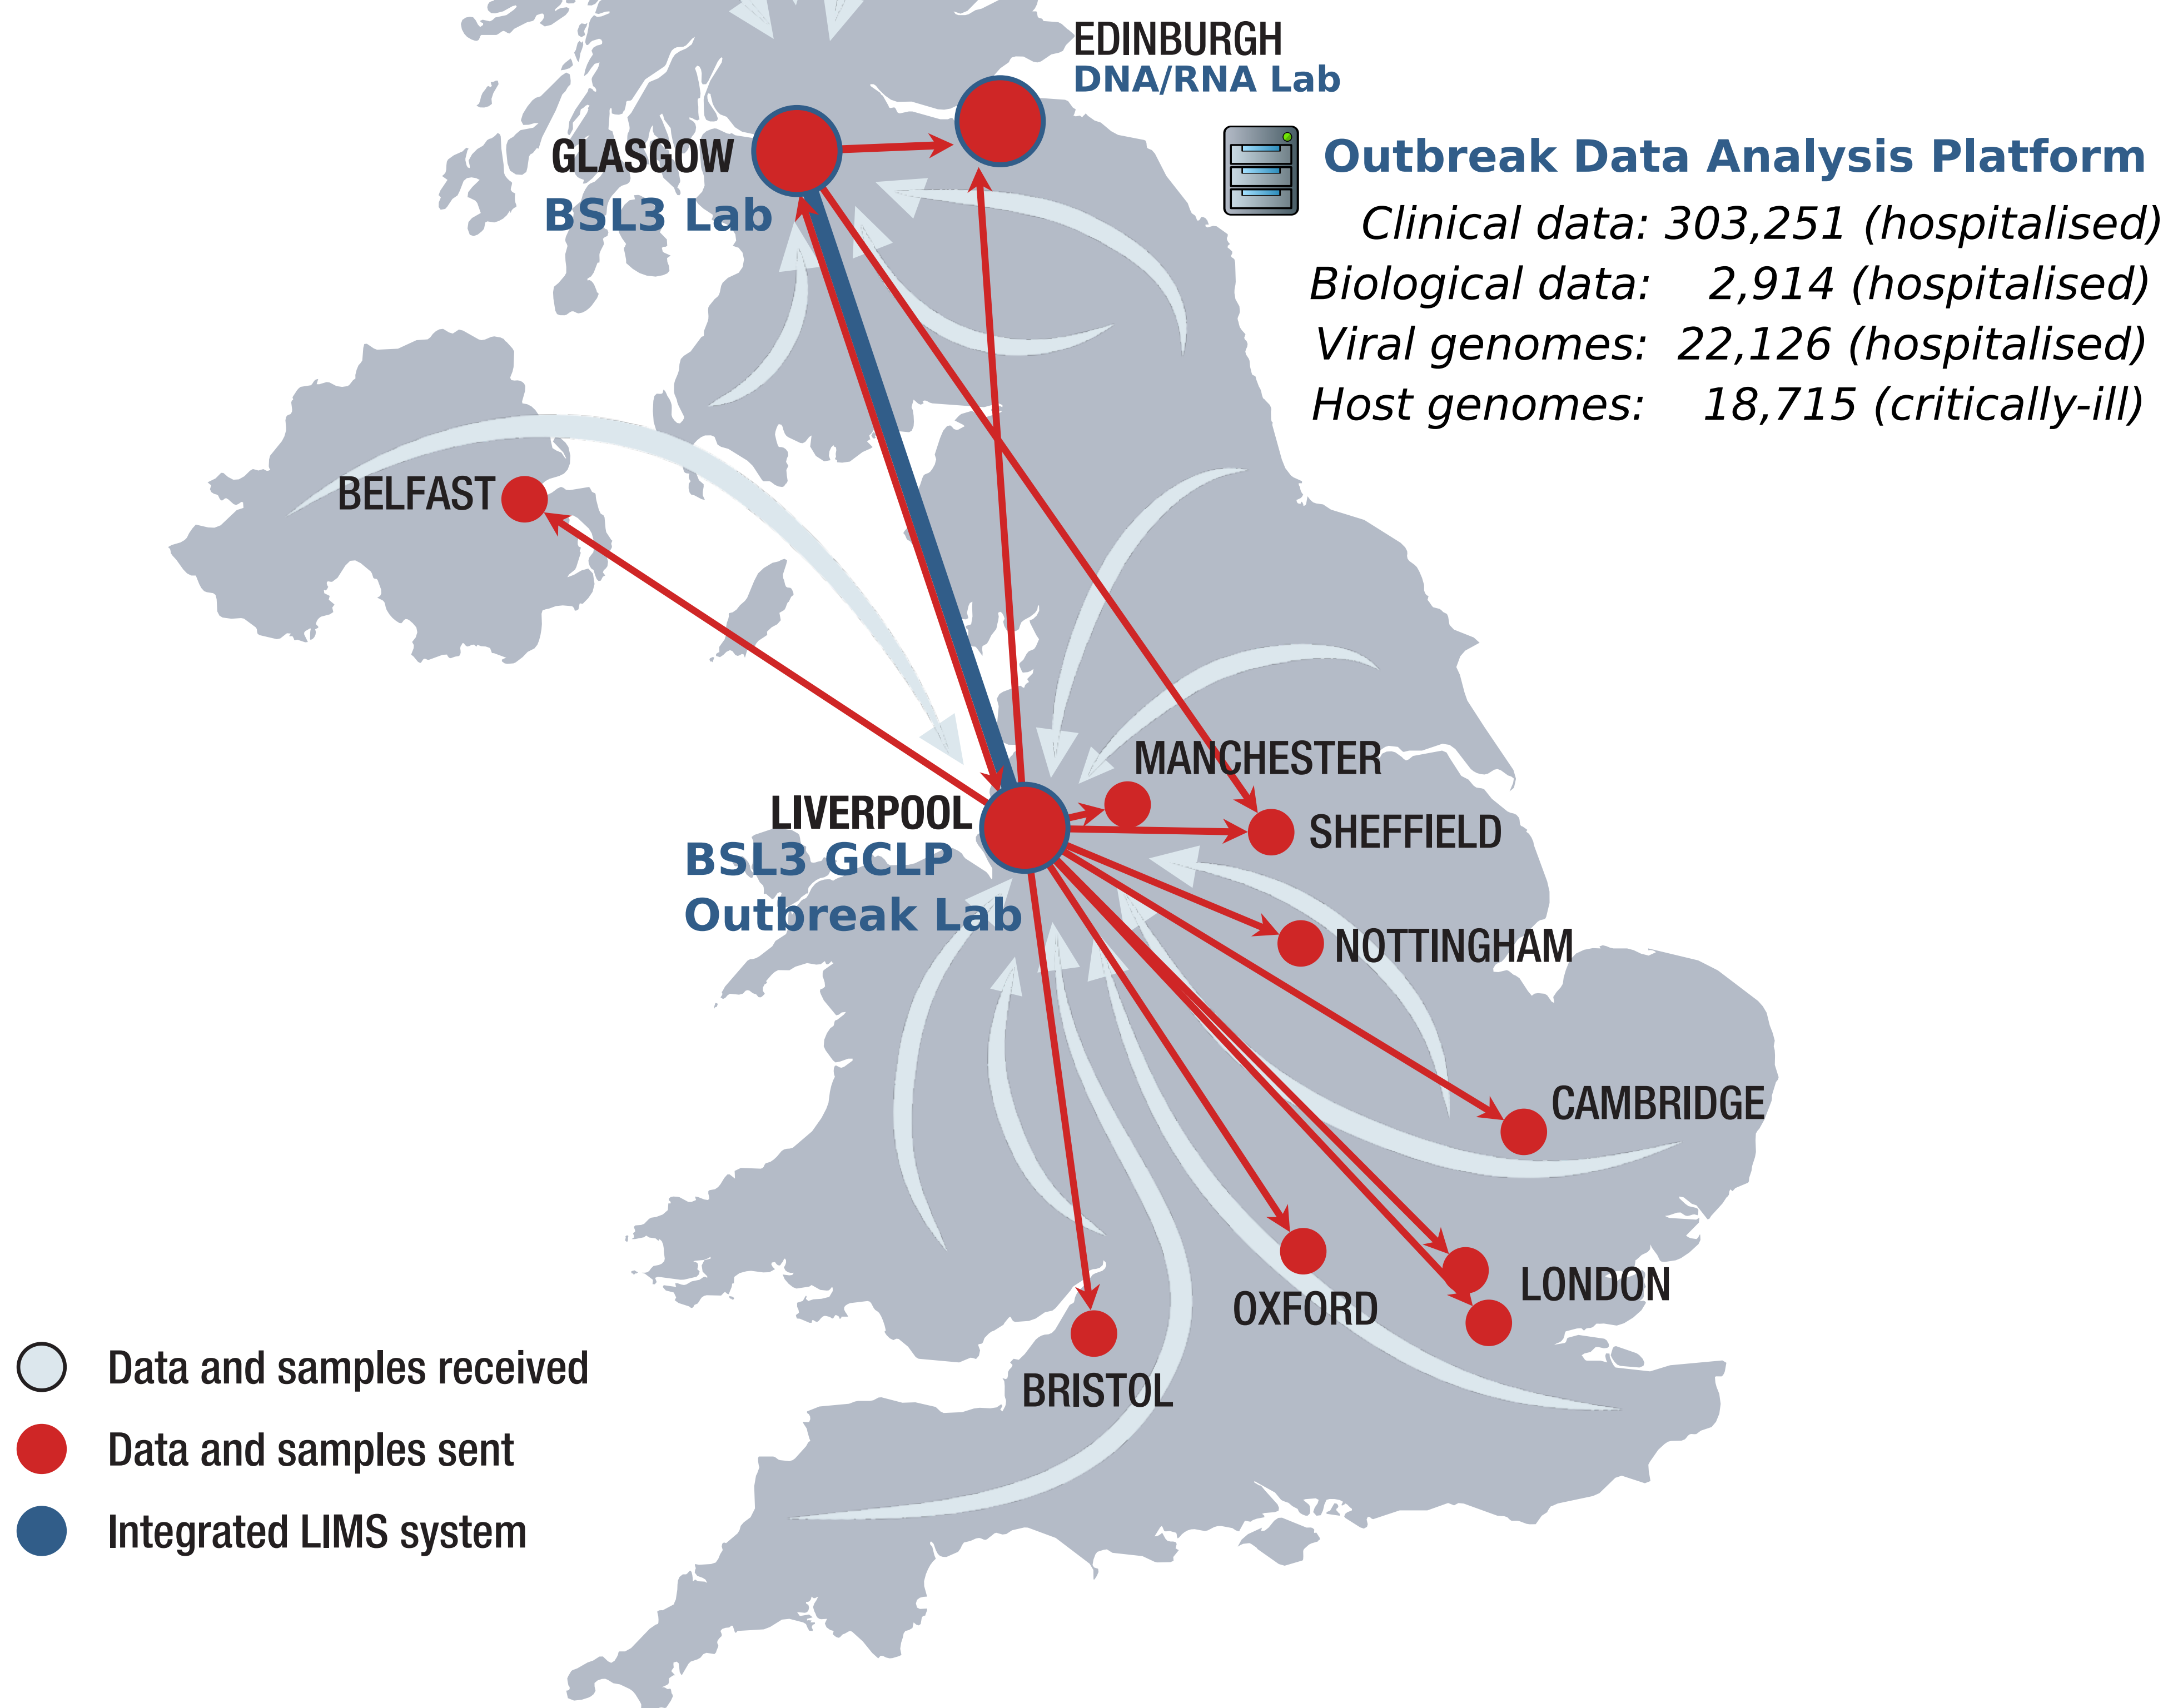 EDINBURGH
DNA/RNA Lab
GLASGOW
BSL3 Lab
Outbreak Data Analysis Platform
Clinical data: 303,251 (hospitalised)
Biological data: 2,914 (hospitalised)
Viral genomes: 22,126 (hospitalised)
Host genomes: 18,715 (critically-ill)
BELFAST
MANCHESTER
LIVERPOOL
BSL3 GCLP
Outbreak Lab
SHEFFIELD
NOTTINGHAM
CAMBRIDGE
LONDON
OXFORD
BRISTOL
Data and samples received
Data and samples sent
Integrated LIMS system